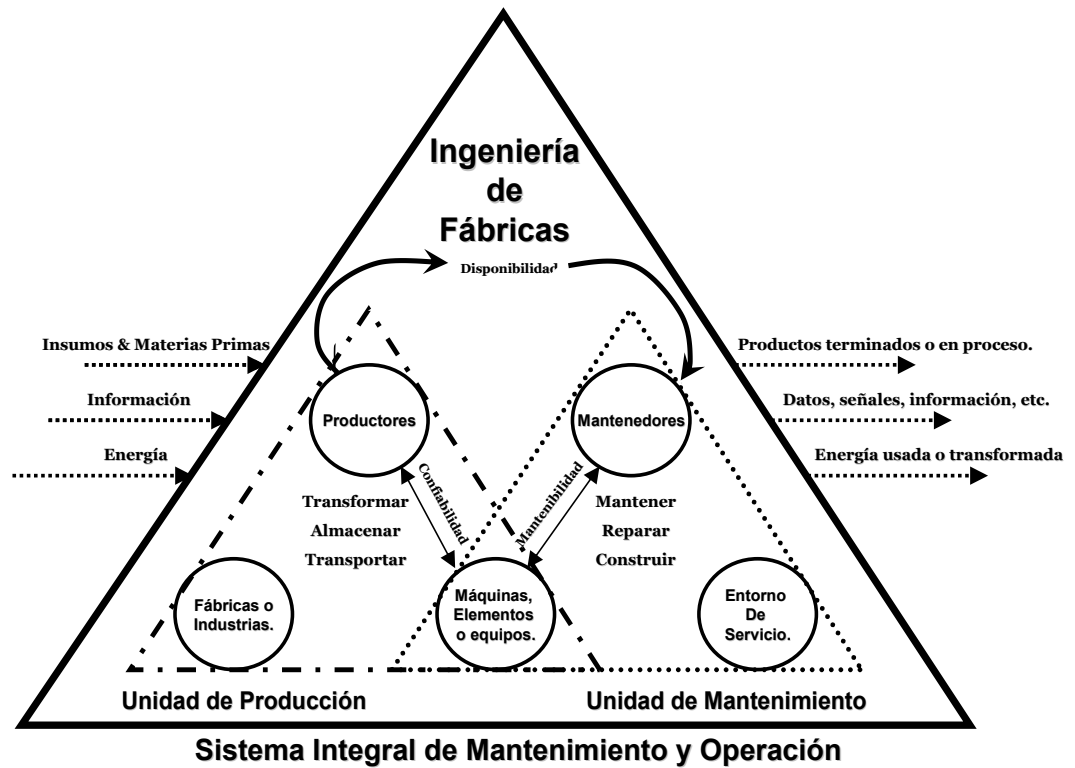 Ingeniería
de
Fábricas
Disponibilidad
Insumos & Materias Primas
Información
Energía
Productos terminados o en proceso.
Datos, señales, información, etc.
Energía usada o transformada
Productores
Mantenedores
Confiabilidad
Mantenibilidad
Transformar
Almacenar
Transportar
Mantener
Reparar
Construir
Fábricas o
Industrias.
Máquinas,
Elementos
o equipos.
Entorno
De
Servicio.
Unidad de Producción
Unidad de Mantenimiento
Sistema Integral de Mantenimiento y Operación